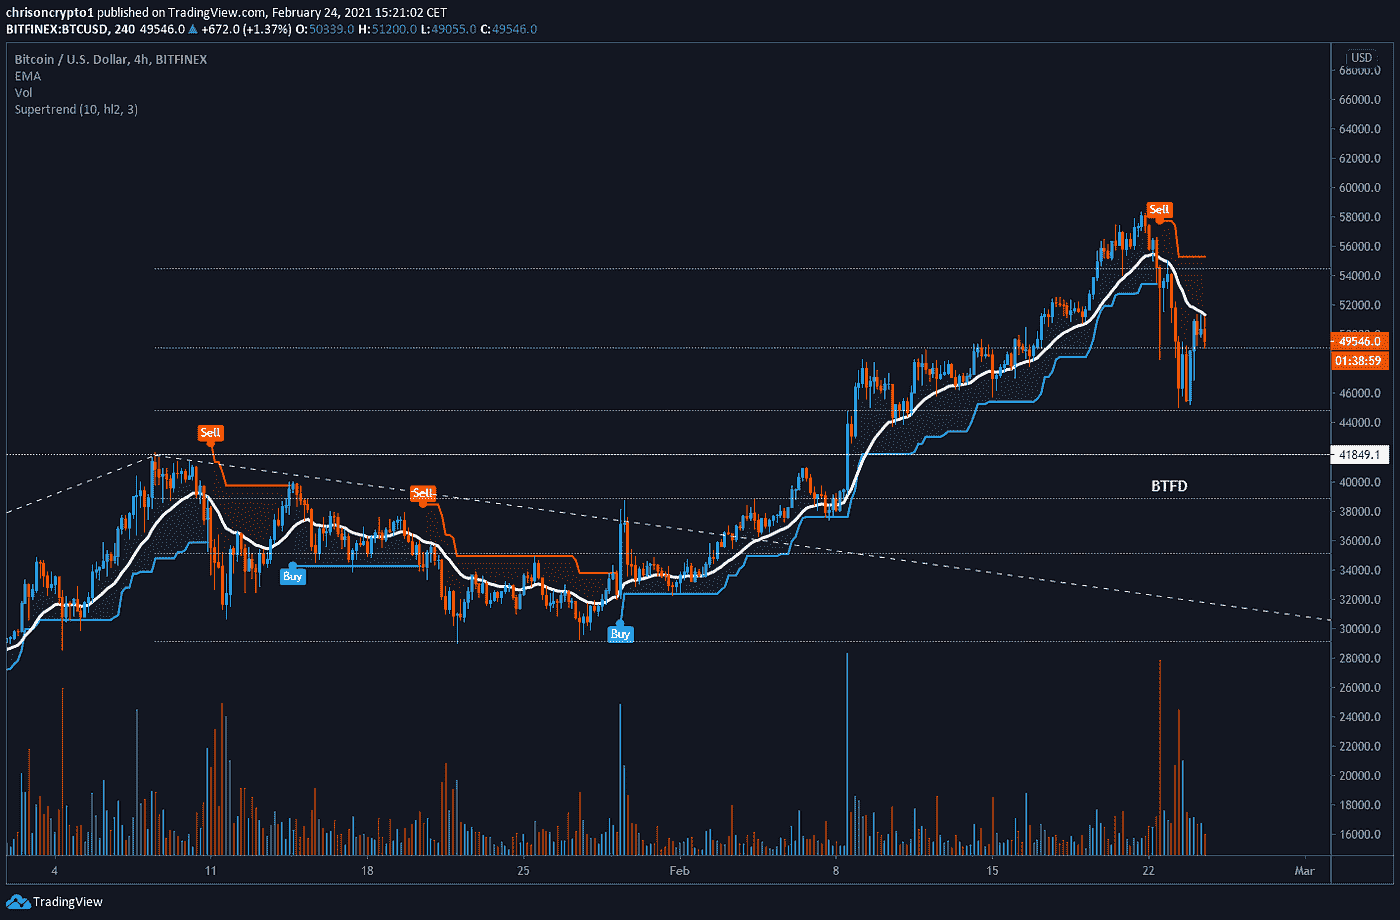 chrisoncrypto1 published on TradingView.com, February 24, 2021 15:21:02 CET
BITFINEX:BTCUSD, 240 49546.0 ▲ +672.0 (+1.37%) O:50339.0 H:51200.0 L:49055.0 C:49546.0
Bitcoin / U.S. Dollar, 4h, BITFINEX
EMA
Vol
Supertrend (10, hl2, 3)
USD
68000.0
66000.0
64000.0
62000.0
60000.0
Sell
58000.0
56000.0
54000.0
52000.0
49546.0
01:38:59
46000.0
44000.0
Sell
41849.1
40000.0
BTFD
Sell
38000.0
36000.0
Buy
34000.0
32000.0
Buy
30000.0
28000.0
26000.0
24000.0
22000.0
20000.0
18000.0
16000.0
4 11 18 25 Feb 8 15 22 Mar
TradingView